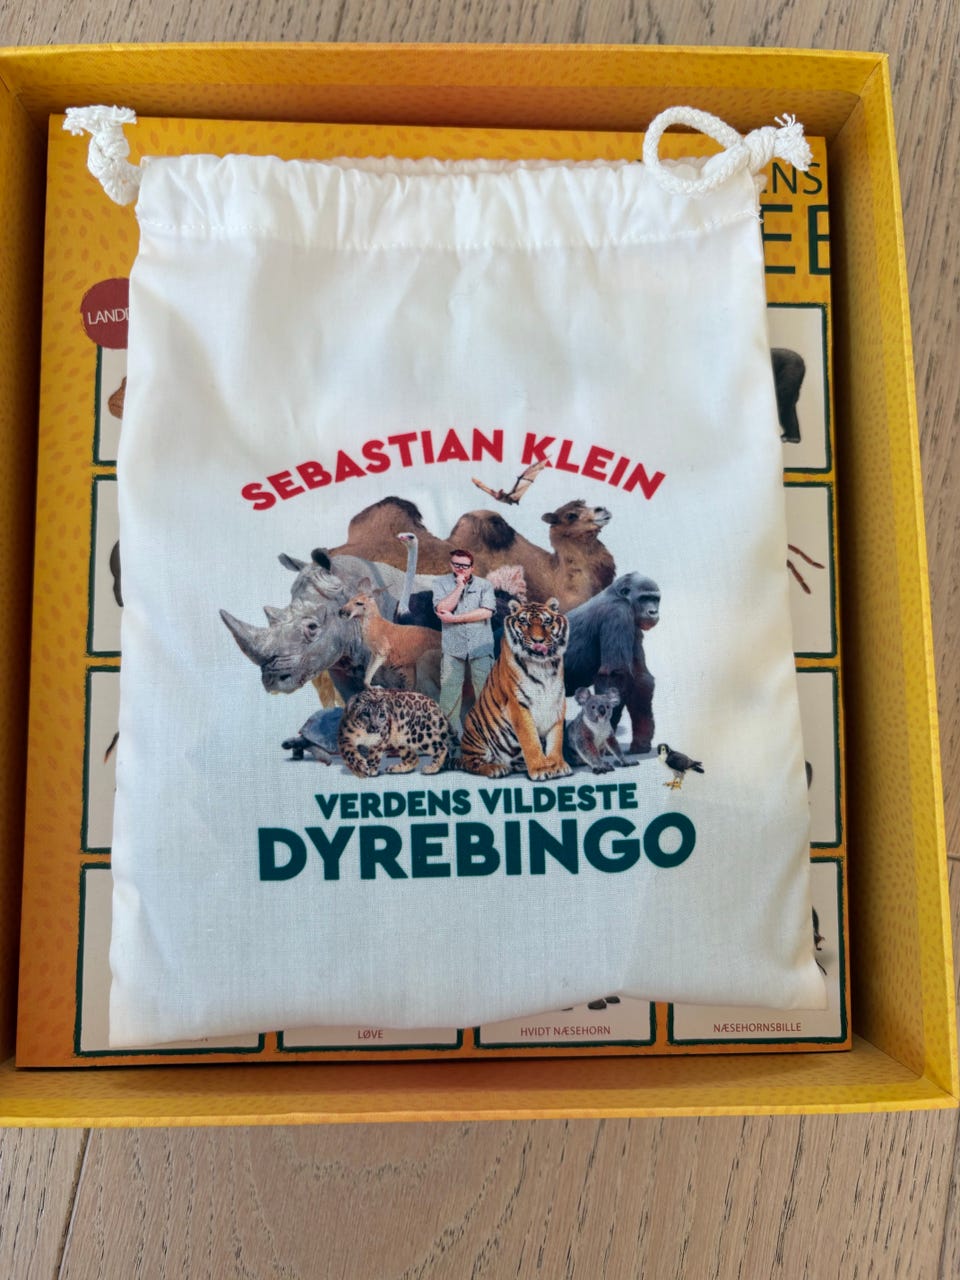 SEBASTIAN KLEIN
VERDENS VILDESTE
DYREBINGO
LØVE
HVIDT NÆSEHORN
NÆSEHORNSBILLE